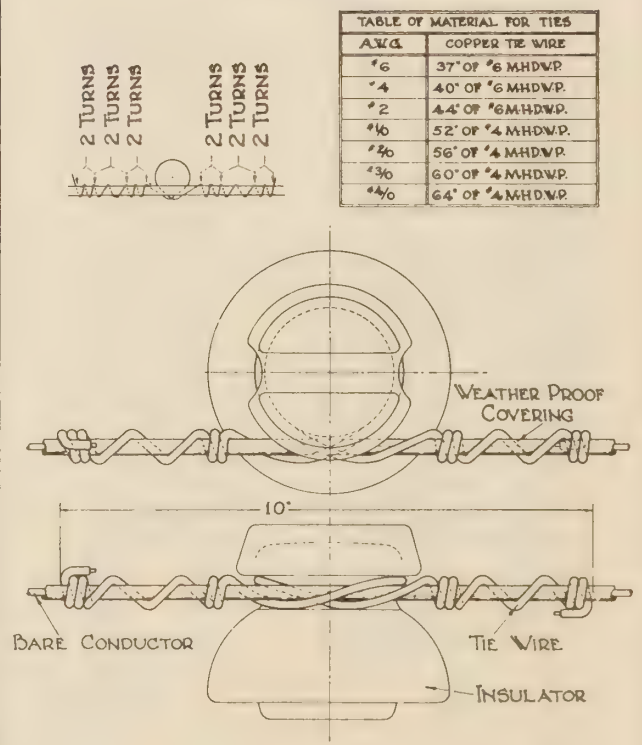 TABLE OF MATERIAL FOR TIES
A.W.G. COPPER TIE WIRE
#6 37" OF #6 M.H.D.W.P.
#4 40" OF #6 M.H.D.W.P.
#2 44" OF #6 M.H.D.W.P.
#1/0 52" OF #4 M.H.D.W.P.
#2/0 56" OF #4 M.H.D.W.P.
#3/0 60" OF #4 M.H.D.W.P.
#4/0 64" OF #4 M.H.D.W.P.
2 TURNS
2 TURNS
2 TURNS
2 TURNS
2 TURNS
2 TURNS
WEATHER PROOF
COVERING
10"
BARE CONDUCTOR
TIE WIRE
INSULATOR